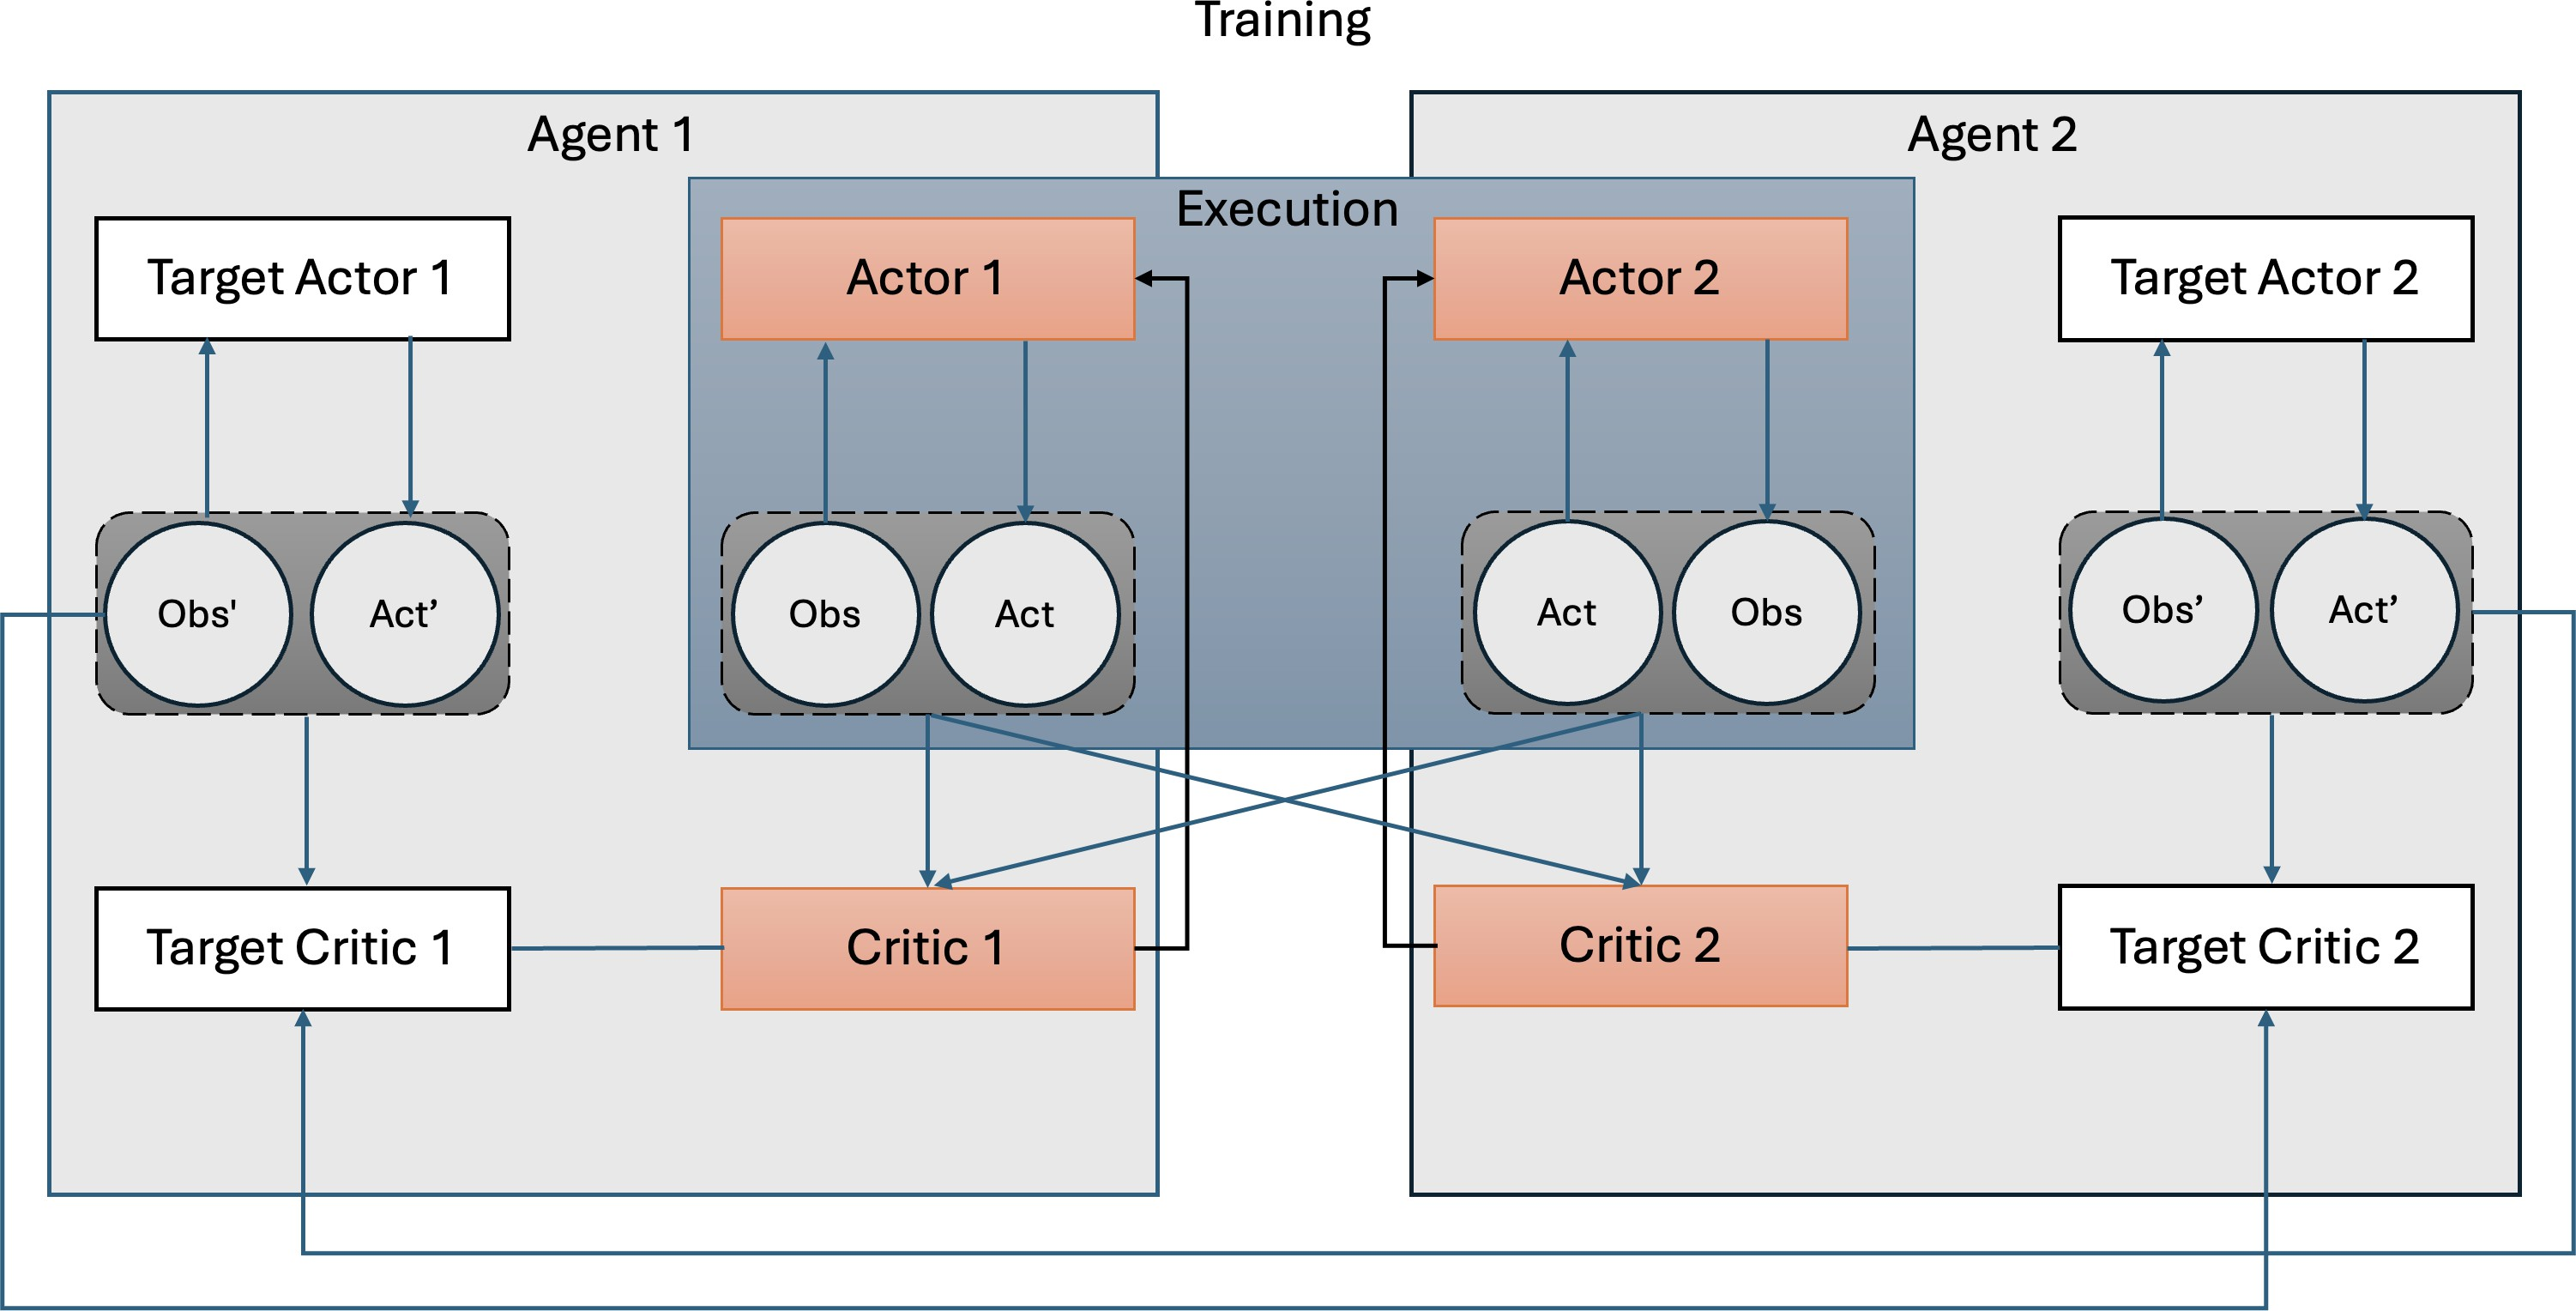 Training
Agent 1
Agent 2
Execution
Target Actor 1
Actor 1
Actor 2
Target Actor 2
Obs'
Act’
Obs
Act
Act
Obs
Obs’
Act’
Target Critic 1
Critic 1
Critic 2
Target Critic 2